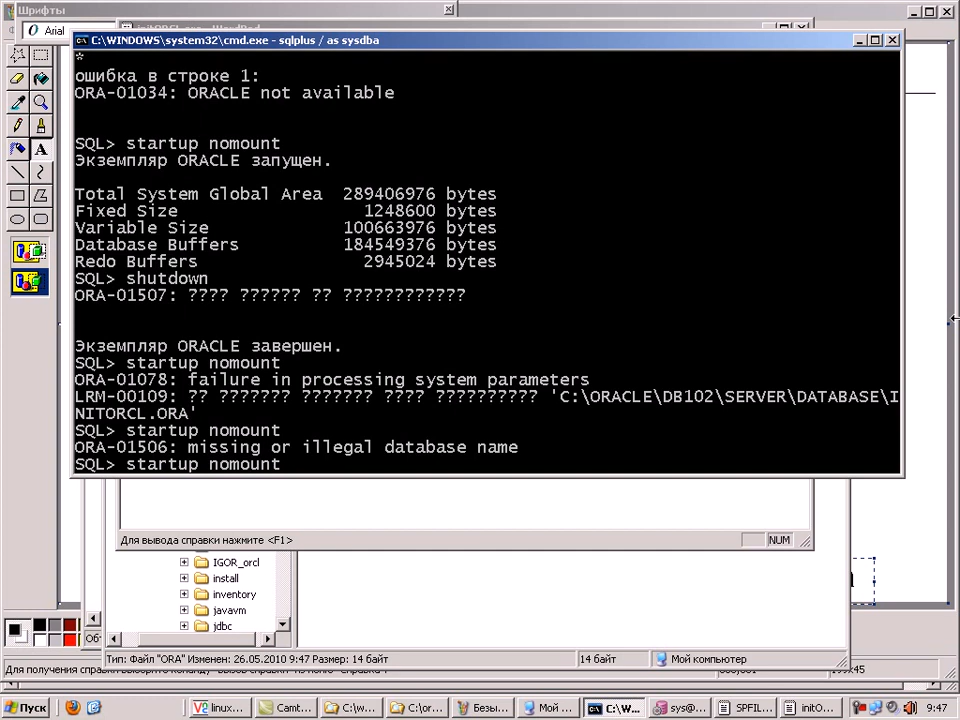 Шрифты
Arial
C:\WINDOWS\system32\cmd.exe - sqlplus / as sysdba
*
ошибка в строке 1:
ORA-01034: ORACLE not available
SQL> startup nomount
Экземпляр ORACLE запущен.
Total System Global Area 289406976 bytes
Fixed Size 1248600 bytes
Variable Size 100663976 bytes
Database Buffers 184549376 bytes
Redo Buffers 2945024 bytes
SQL> shutdown
ORA-01507: ???? ?????? ?? ????????????
Экземпляр ORACLE завершен.
SQL> startup nomount
ORA-01078: failure in processing system parameters
LRM-00109: ?? ??????? ??????? ???? ?????????? 'C:\ORACLE\DB102\SERVER\DATABASE\I
NITORCL.ORA'
SQL> startup nomount
ORA-01506: missing or illegal database name
SQL> startup nomount
Для вывода справки нажмите <F1>
NUM
IGOR_orcl
install
inventory
javavm
jdbc
Тип: Файл "ORA" Изменен: 26.05.2010 9:47 Размер: 14 байт
14 байт
Мой компьютер
Пуск
linux...
Camt...
C:\w...
C:\or...
Безы...
Мой ...
C:\W...
sys@...
SPFIL...
initO...
9:47